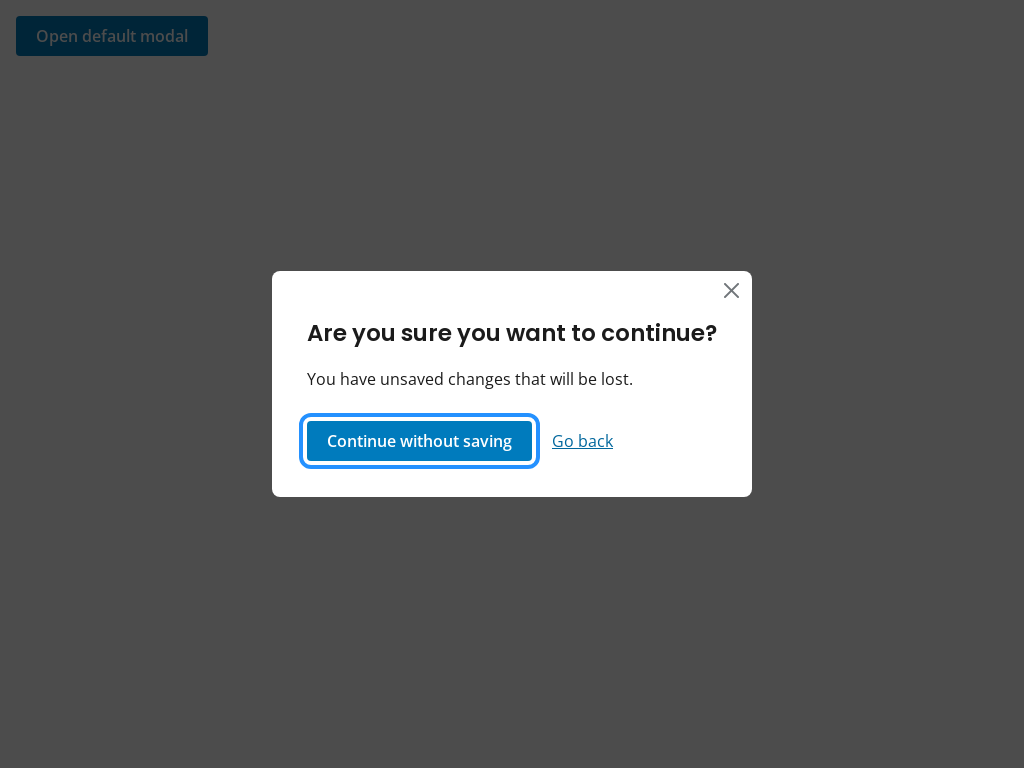 Open default modal
Are you sure you want to continue?
You have unsaved changes that will be lost.
Continue without saving
Go back